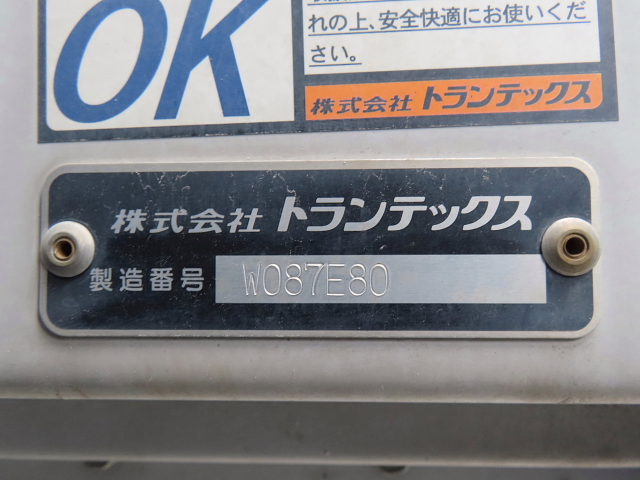 れの上、安全快適にお使いくだ
さい。
OK
株式会社 トランテックス
株式会社 トランテックス
製造番号 W087E80